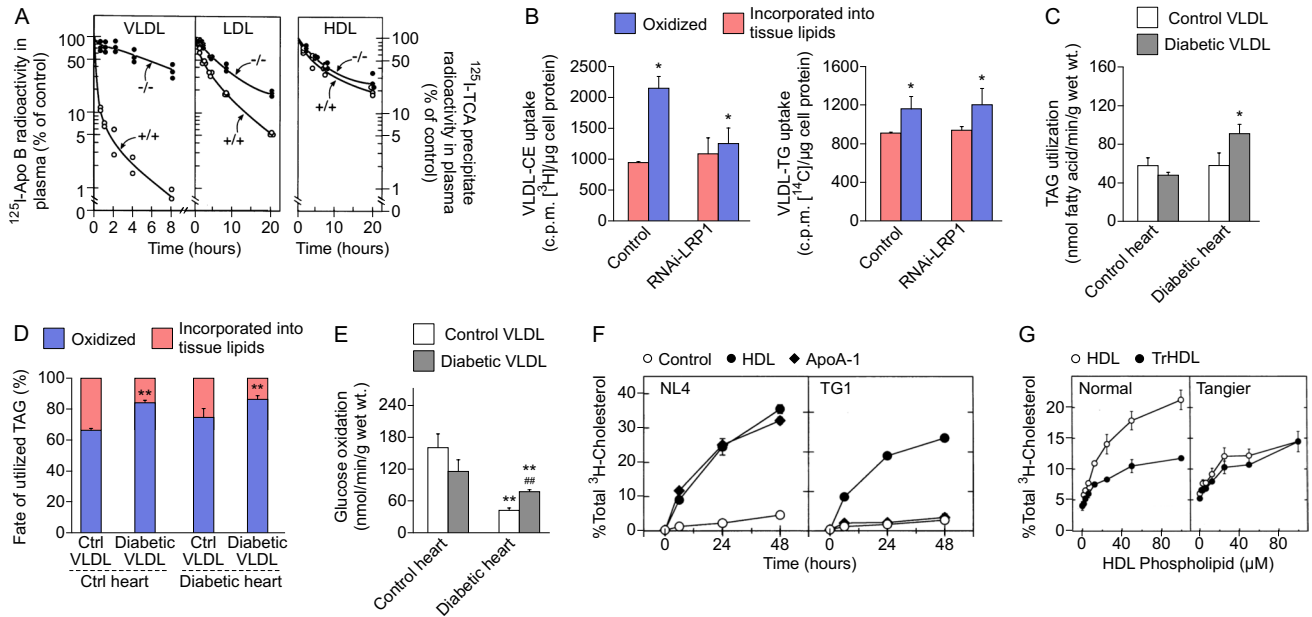 A
VLDL
LDL
HDL
125I-Apo B radioactivity in
plasma (% of control)
100
50
10
5
1
0
-/-
+/+
0 2 4 6 8
-/-
+/+
0 10 20
-/-
+/+
0 10 20
100
50
10
5
1
0
125I-TCA precipitate
radioactivity in plasma
(% of control)
Time (hours)
Time (hours)
B
Oxidized
Incorporated into
tissue lipids
VLDL-CE uptake
(c.p.m. [3H]/µg cell protein)
2500
2000
1500
1000
500
0
*
*
Control
RNAi-LRP1
VLDL-TG uptake
(c.p.m. [14C]/µg cell protein)
1600
1200
800
400
0
*
*
Control
RNAi-LRP1
C
Control VLDL
Diabetic VLDL
TAG utilization
(nmol fatty acid/min/g wet wt.)
160
120
80
40
0
*
Control heart
Diabetic heart
D
Oxidized
Incorporated into
tissue lipids
Fate of utilized TAG (%)
100
80
60
40
20
0
**
**
Ctrl VLDL
Diabetic VLDL
Ctrl VLDL
Diabetic VLDL
Ctrl heart
Diabetic heart
E
Control VLDL
Diabetic VLDL
Glucose oxidation
(nmol/min/g wet wt.)
240
180
120
60
0
**
**
##
Control heart
Diabetic heart
F
Control
HDL
ApoA-1
NL4
TG1
%Total 3H-Cholesterol
40
30
20
10
0
0 24 48
0 24 48
Time (hours)
G
HDL
TrHDL
Normal
Tangier
%Total 3H-Cholesterol
20
15
10
5
0
0 40 80
0 40 80
HDL Phospholipid (µM)